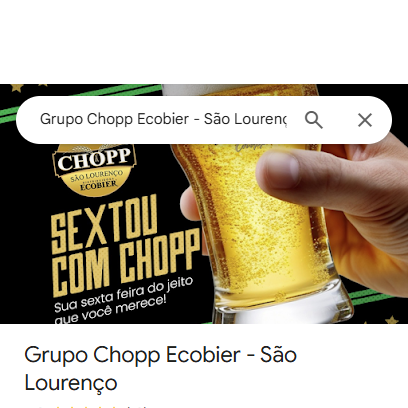 Grupo Chopp Ecobier - São Lourenç
CHOPP
SÃO LOURENÇO
ECOBIER
SEXTOU
COM CHOPP
Sua sexta feira do jeito
que você merece!
Grupo Chopp Ecobier - São
Lourenço